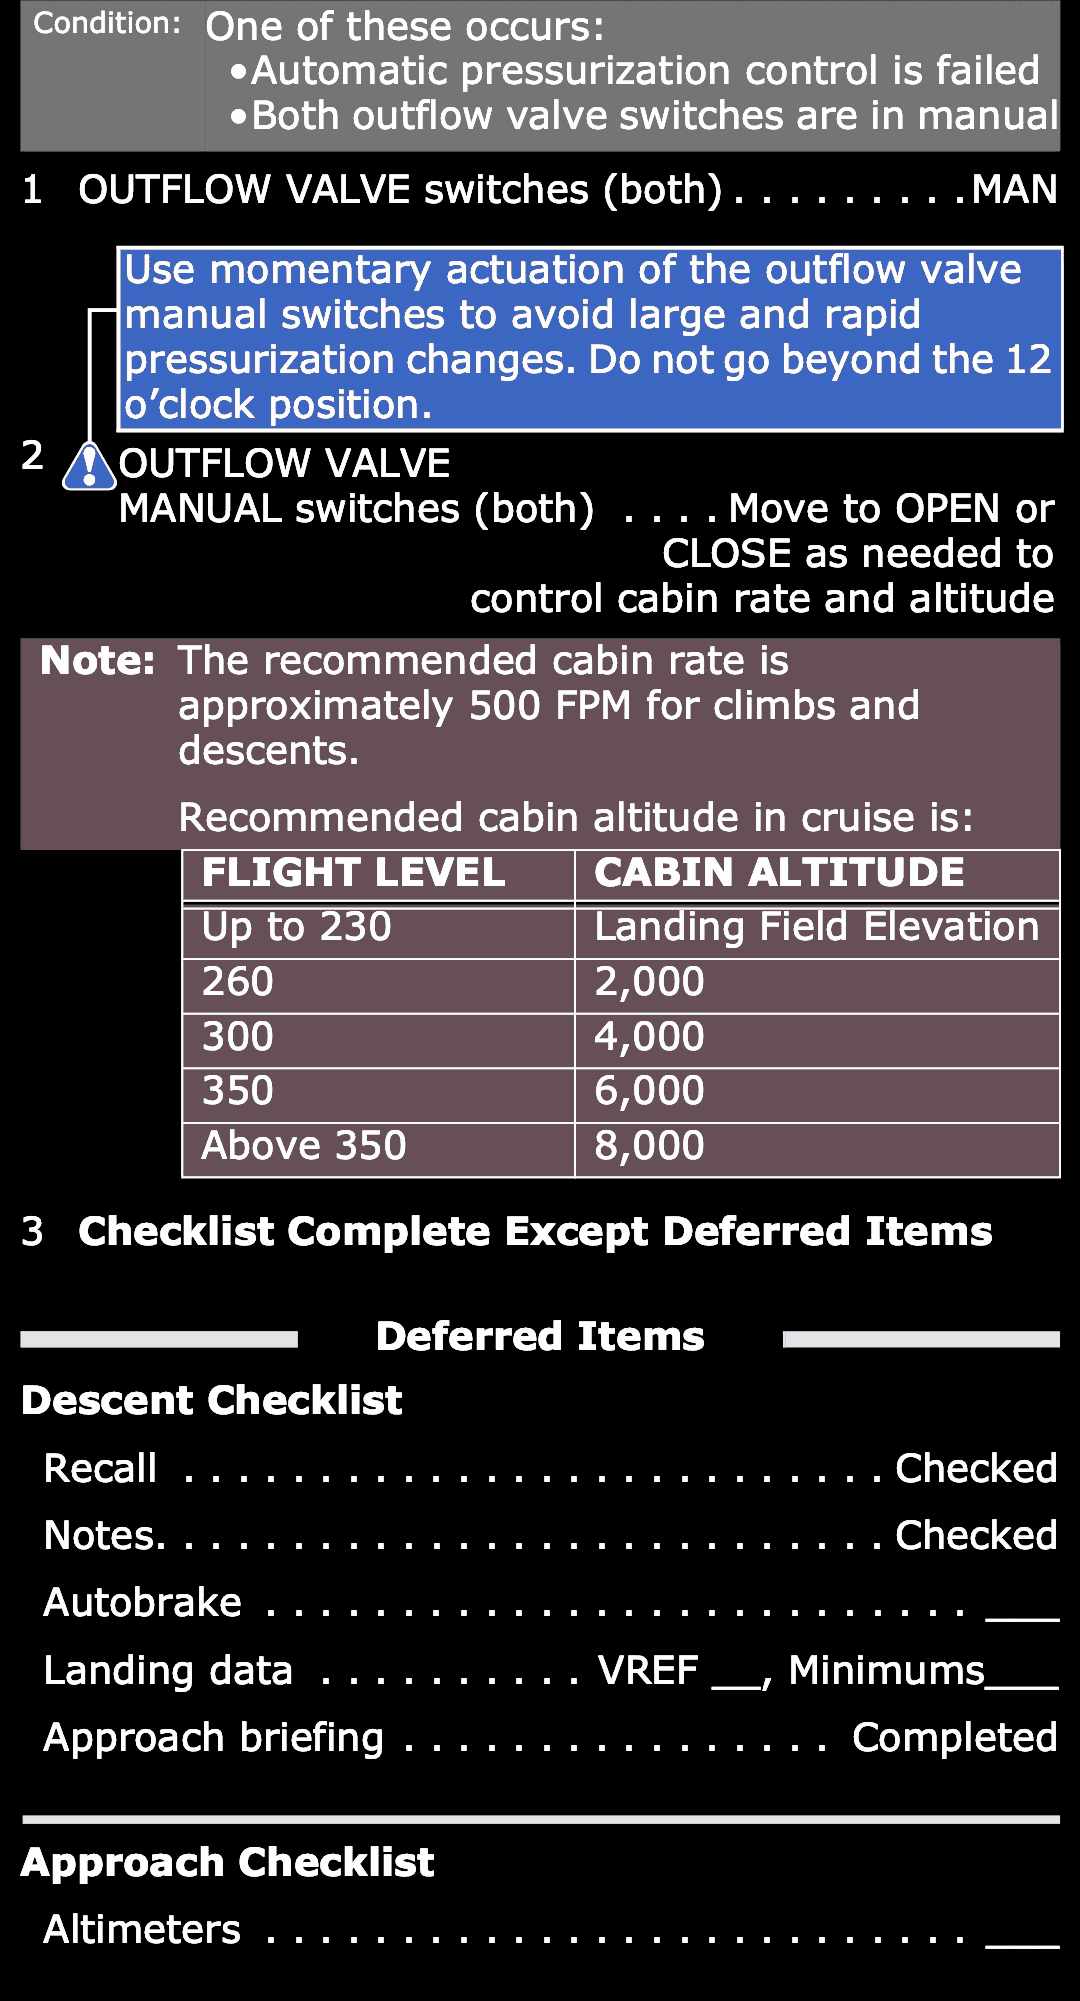 Condition: One of these occurs:
•Automatic pressurization control is failed
•Both outflow valve switches are in manual
1 OUTFLOW VALVE switches (both) . . . . . . . . . MAN
Use momentary actuation of the outflow valve
manual switches to avoid large and rapid
pressurization changes. Do not go beyond the 12
o’clock position.
2 ! OUTFLOW VALVE
MANUAL switches (both) . . . . Move to OPEN or
CLOSE as needed to
control cabin rate and altitude
Note: The recommended cabin rate is
approximately 500 FPM for climbs and
descents.
Recommended cabin altitude in cruise is:
FLIGHT LEVEL CABIN ALTITUDE
Up to 230 Landing Field Elevation
260 2,000
300 4,000
350 6,000
Above 350 8,000
3 Checklist Complete Except Deferred Items
Deferred Items
Descent Checklist
Recall . . . . . . . . . . . . . . . . . . . . . . . . . . Checked
Notes. . . . . . . . . . . . . . . . . . . . . . . . . . . Checked
Autobrake . . . . . . . . . . . . . . . . . . . . . . . . . . ___
Landing data . . . . . . . . . . VREF __, Minimums___
Approach briefing . . . . . . . . . . . . . . . . Completed
Approach Checklist
Altimeters . . . . . . . . . . . . . . . . . . . . . . . . . . ___